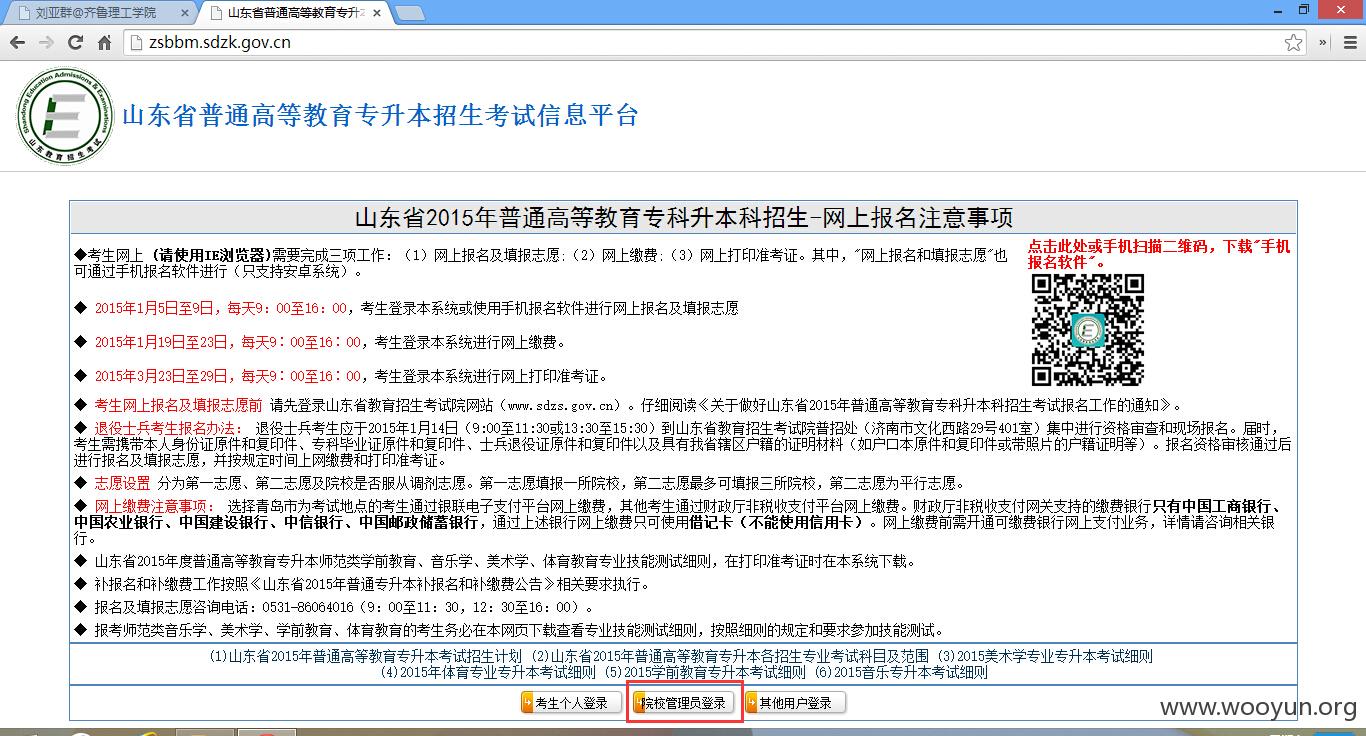 刘亚群@齐鲁理工学院
山东省普通高等教育专升
zsbbm.sdzk.gov.cn
Shandong Education Admissions & Examinations
山东教育招生考试
山东省普通高等教育专升本招生考试信息平台
山东省2015年普通高等教育专科升本科招生-网上报名注意事项
◆考生网上 (请使用IE浏览器)需要完成三项工作:（1）网上报名及填报志愿;（2）网上缴费;（3）网上打印准考证。其中，"网上报名和填报志愿"也
可通过手机报名软件进行（只支持安卓系统）。
点击此处或手机扫描二维码，下载"手机
报名软件"。
◆ 2015年1月5日至9日，每天9：00至16：00，考生登录本系统或使用手机报名软件进行网上报名及填报志愿
◆ 2015年1月19日至23日，每天9：00至16：00，考生登录本系统进行网上缴费。
◆ 2015年3月23日至29日，每天9：00至16：00，考生登录本系统进行网上打印准考证。
◆ 考生网上报名及填报志愿前 请先登录山东省教育招生考试院网站（www.sdzs.gov.cn）。仔细阅读《关于做好山东省2015年普通高等教育专科升本科招生考试报名工作的通知》。
◆ 退役士兵考生报名办法： 退役士兵考生应于2015年1月14日（9:00至11:30或13:30至15:30）到山东省教育招生考试院普招处（济南市文化西路29号401室）集中进行资格审查和现场报名。届时，
考生需携带本人身份证原件和复印件、专科毕业证原件和复印件、士兵退役证原件和复印件以及具有我省辖区户籍的证明材料（如户口本原件和复印件或带照片的户籍证明等）。报名资格审核通过后
进行报名及填报志愿，并按规定时间上网缴费和打印准考证。
◆ 志愿设置 分为第一志愿、第二志愿及院校是否服从调剂志愿。第一志愿填报一所院校，第二志愿最多可填报三所院校，第二志愿为平行志愿。
◆ 网上缴费注意事项： 选择青岛市为考试地点的考生通过银联电子支付平台网上缴费，其他考生通过财政厅非税收支付平台网上缴费。财政厅非税收支付网关支持的缴费银行只有中国工商银行、
中国农业银行、中国建设银行、中信银行、中国邮政储蓄银行，通过上述银行网上缴费只可使用借记卡（不能使用信用卡）。网上缴费前需开通可缴费银行网上支付业务，详情请咨询相关银
行。
◆ 山东省2015年度普通高等教育专升本师范类学前教育、音乐学、美术学、体育教育专业技能测试细则，在打印准考证时在本系统下载。
◆ 补报名和补缴费工作按照《山东省2015年普通专升本补报名和补缴费公告》相关要求执行。
◆ 报名及填报志愿咨询电话：0531-86064016（9：00至11：30，12：30至16：00）。
◆ 报考师范类音乐学、美术学、学前教育、体育教育的考生务必在本网页下载查看专业技能测试细则，按照细则的规定和要求参加技能测试。
(1)山东省2015年普通高等教育专升本考试招生计划 (2)山东省2015年普通高等教育专升本各招生专业考试科目及范围 (3)2015美术学专业专升本考试细则
(4)2015年体育专业专升本考试细则 (5)2015学前教育专升本考试细则 (6)2015音乐专升本考试细则
考生个人登录 院校管理员登录 其他用户登录
www.wooyun.org